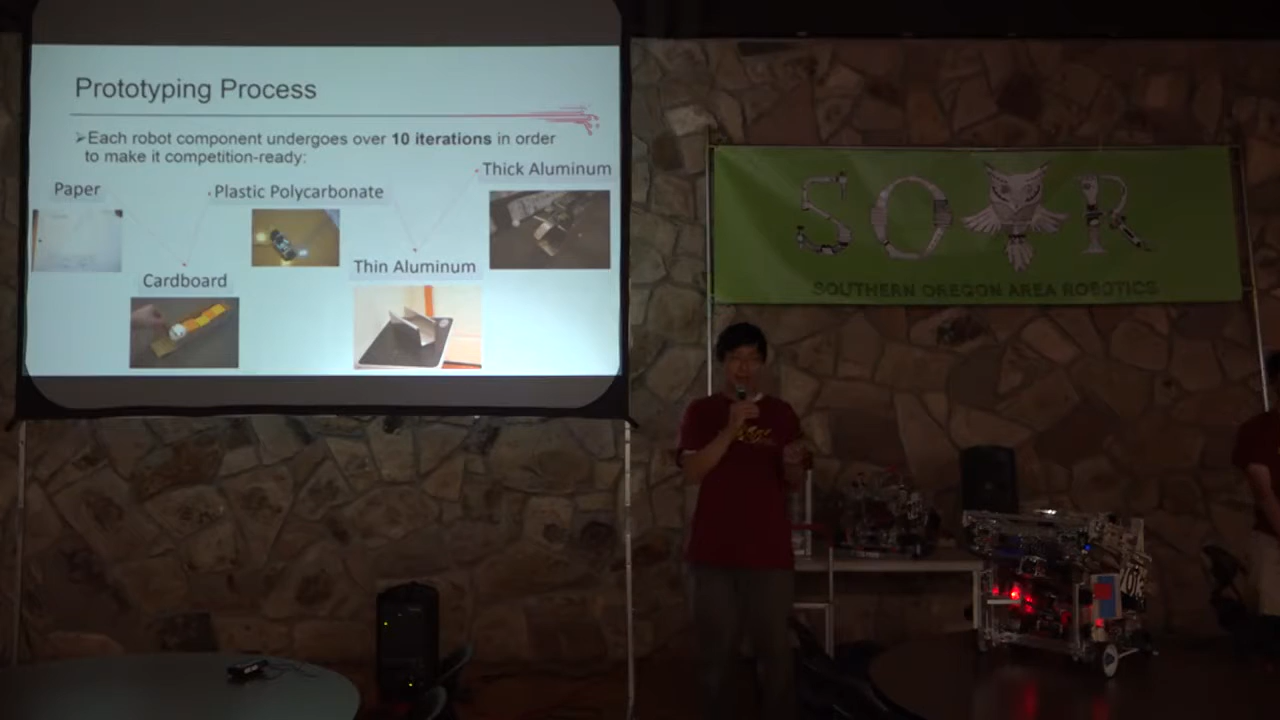 Prototyping Process
➢Each robot component undergoes over 10 iterations in order
to make it competition-ready:
Thick Aluminum
Paper
Plastic Polycarbonate
Thin Aluminum
Cardboard
SOAR
SOUTHERN OREGON AREA ROBOTICS